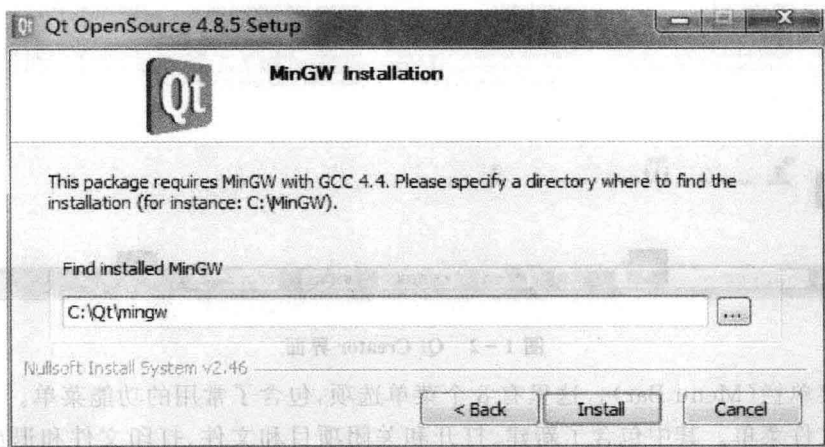 Qt OpenSource 4.8.5 Setup
Qt
MinGW Installation
This package requires MinGW with GCC 4.4. Please specify a directory where to find the
installation (for instance: C:\MinGW).
Find installed MinGW
C:\Qt\mingw
...
Nullsoft Install System v2.46
< Back
Install
Cancel